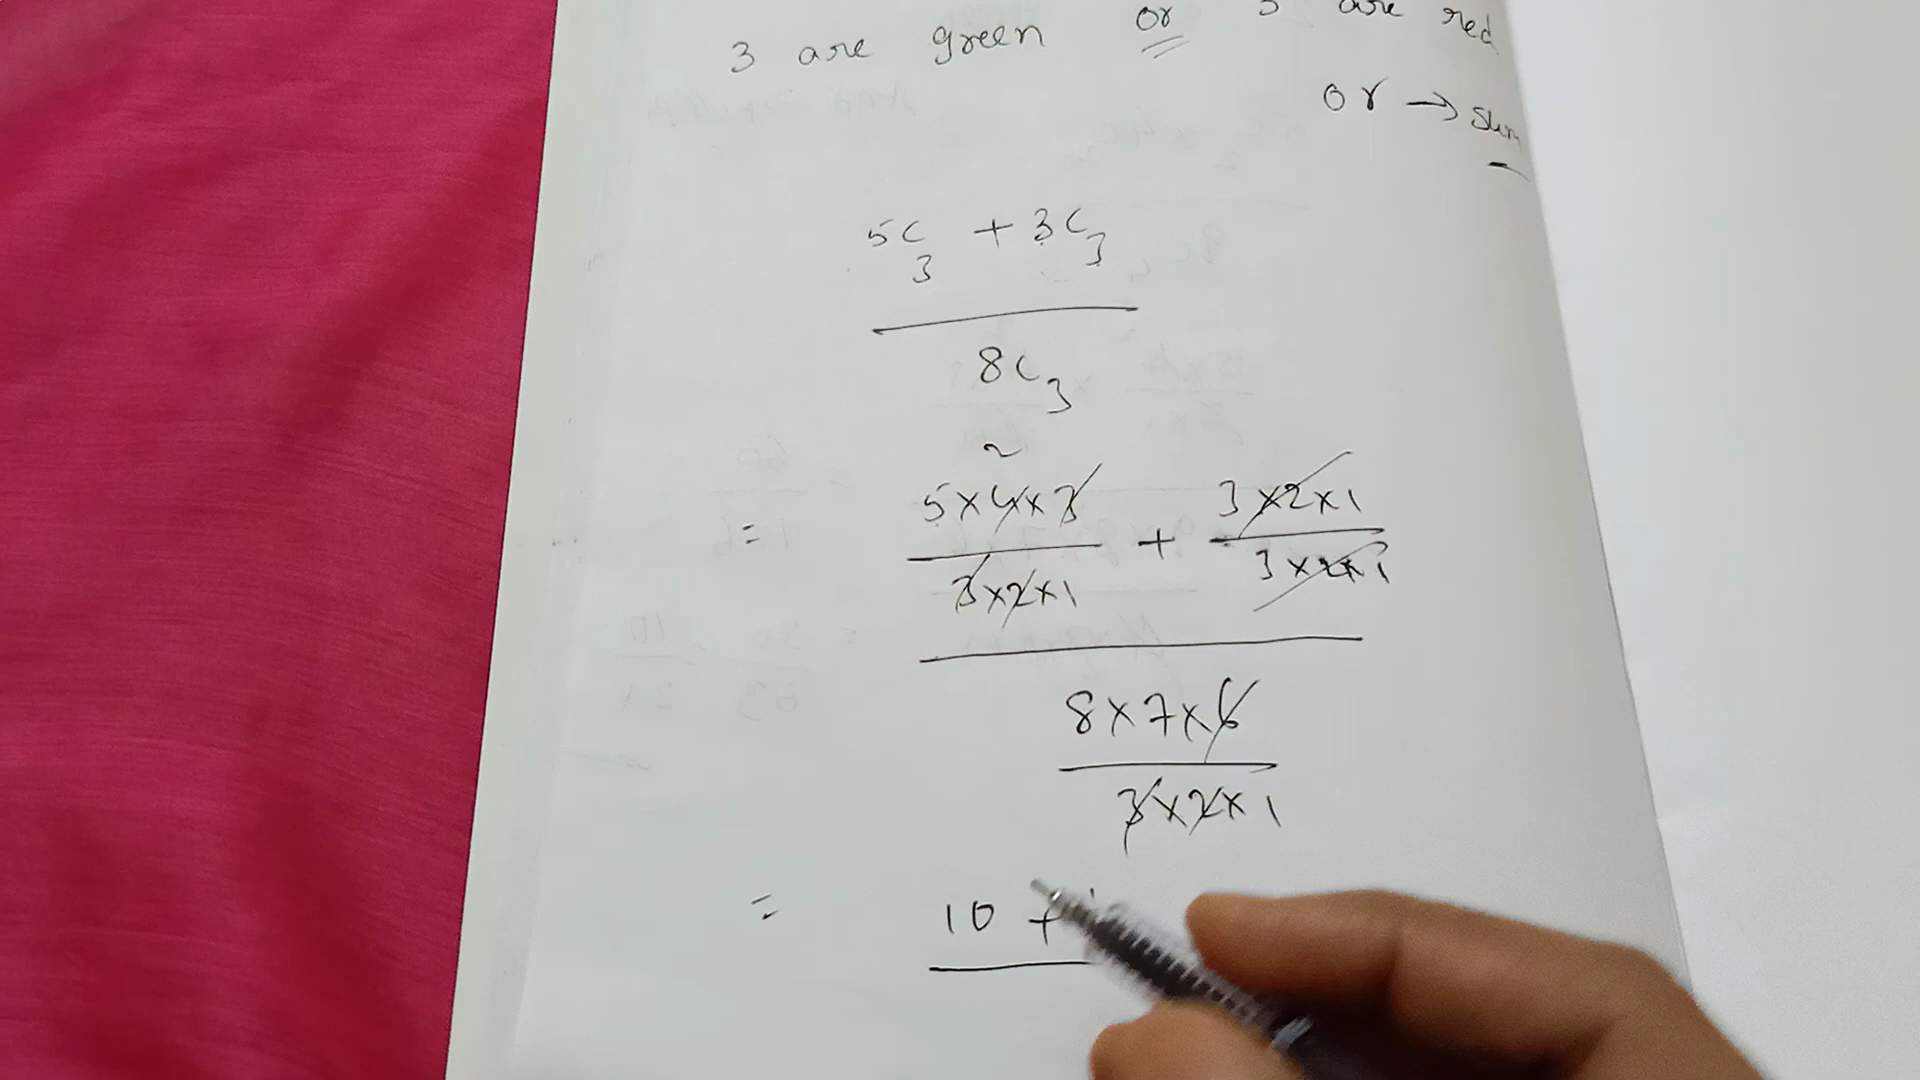 3 are green or 3 are red
or → sum
5C3 + 3C3
8C3
2
= 5×4×3 + 3×2×1
3×2×1 3×2×1
8×7×6
3×2×1
= 10 +